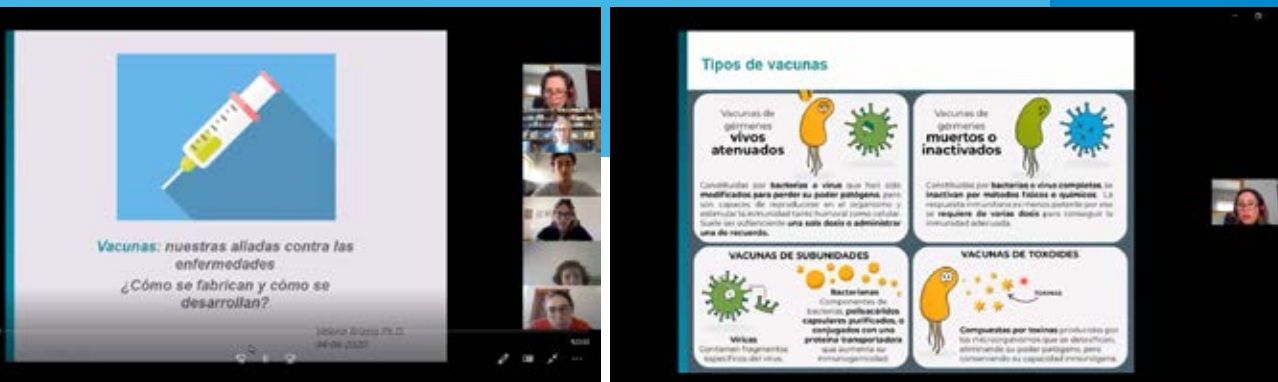 Vacunas: nuestras aliadas contra las
enfermedades
¿Cómo se fabrican y cómo se
desarrollan?
Ph.D.
Tipos de vacunas
Vacunas de
gérmenes
vivos
atenuados
Constituidas por bacterias o virus que han sido
modificados para perder su poder patógeno, pero
son capaces de reproducirse en el organismo y
estimular la inmunidad tanto humoral como celular.
Suele ser suficiente una sola dosis o administrar
una de recuerdo.
Vacunas de
gérmenes
muertos o
inactivados
Constituidas por bacterias o virus completos, se
inactivan por métodos físicos o químicos. La
respuesta inmunitaria es menos potente por eso
se requiere de varias dosis para conseguir la
inmunidad adecuada.
VACUNAS DE SUBUNIDADES
Víricas
Contienen fragmentos
específicos del virus.
Bacterianas
Componentes de
bacterias, polisacáridos
capsulares purificados, o
conjugados con una
proteína transportadora
que aumenta su
inmunogenicidad.
VACUNAS DE TOXOIDES
TOXINAS
Compuestas por toxinas producidas por
los microorganismos que se detoxifican,
eliminando su poder patógeno, pero
conservando su capacidad inmunógena.